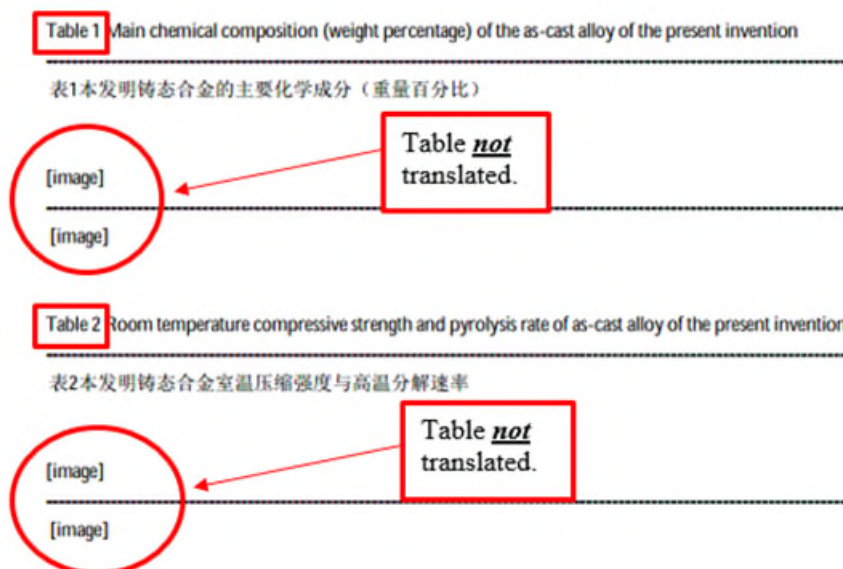 Table 1 Main chemical composition (weight percentage) of the as-cast alloy of the present invention
表1本发明铸态合金的主要化学成分（重量百分比）
Table not
translated.
[image]
[image]
Table 2 Room temperature compressive strength and pyrolysis rate of as-cast alloy of the present invention
表2本发明铸态合金室温压缩强度与高温分解速率
Table not
translated.
[image]
[image]